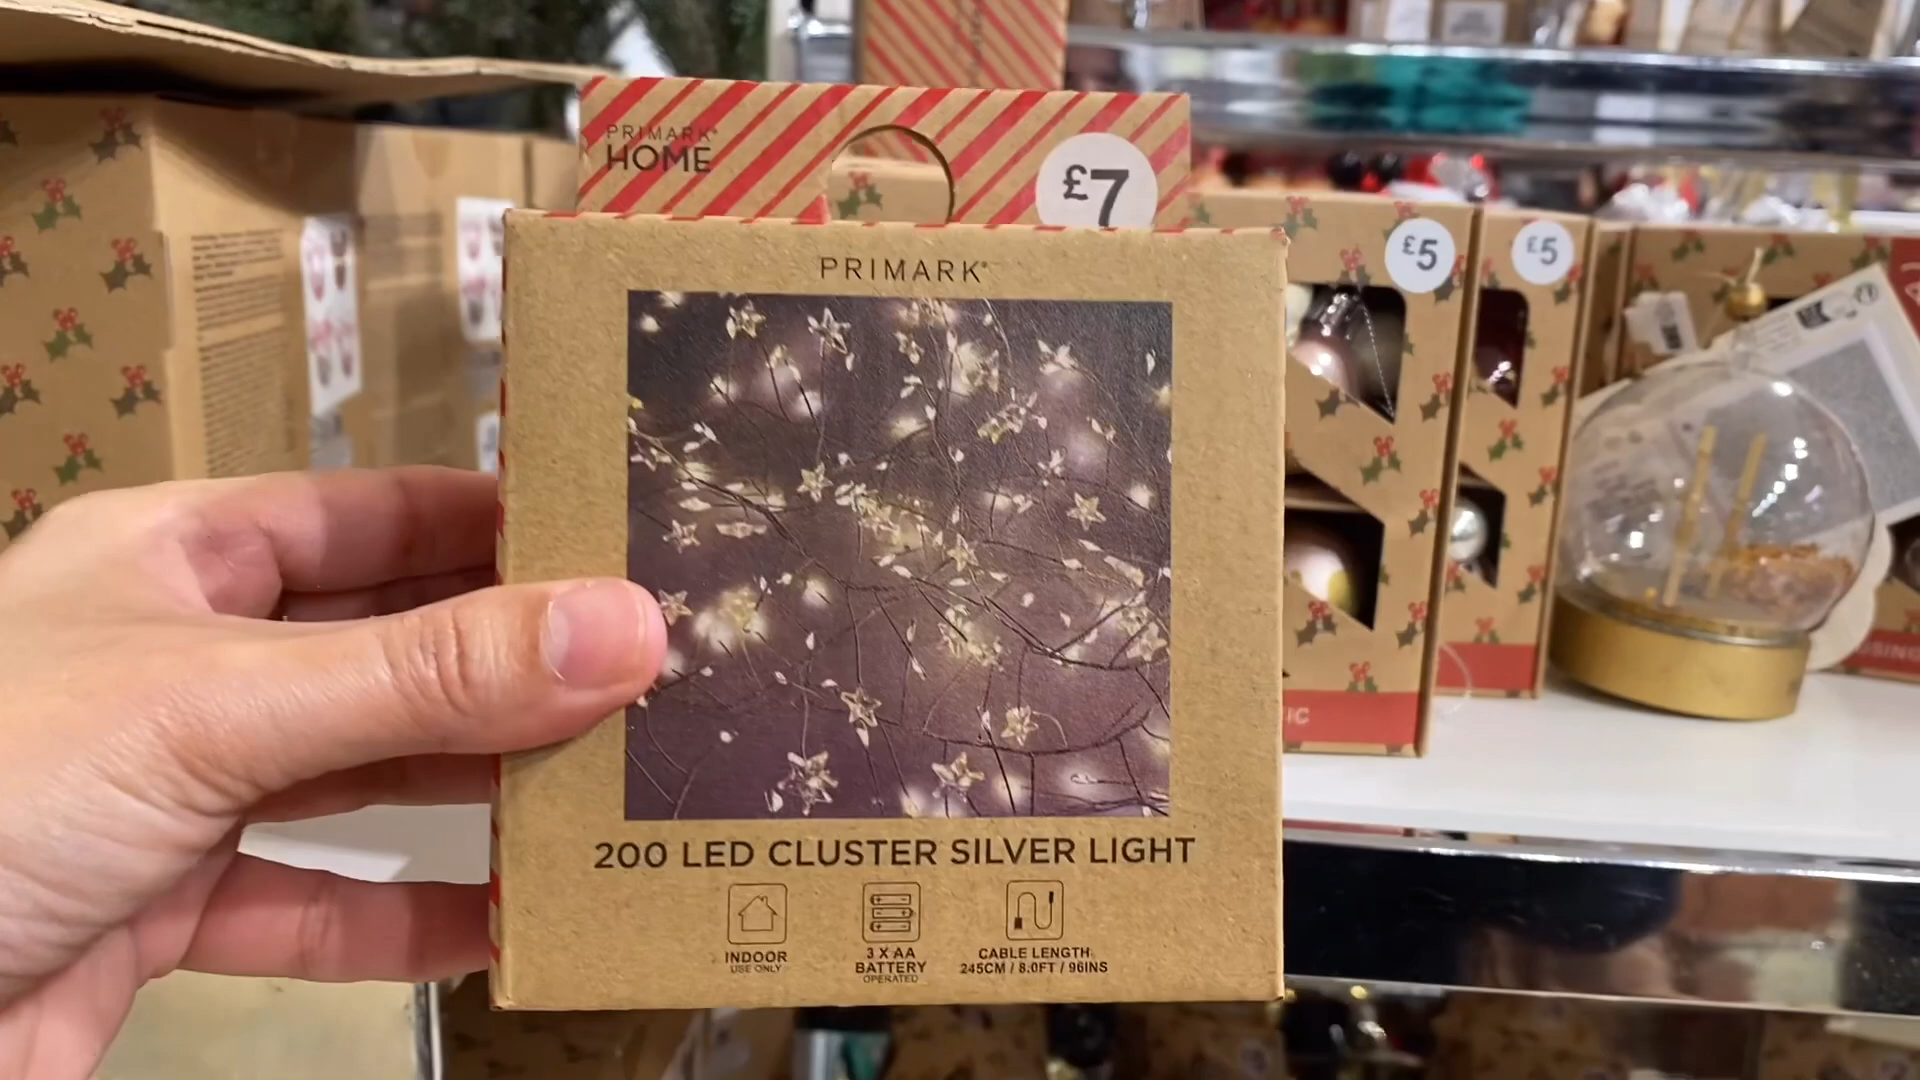 PRIMARK®
HOME
£7
PRIMARK®
£5
£5
200 LED CLUSTER SILVER LIGHT
INDOOR
USE ONLY
3 X AA
BATTERY
OPERATED
CABLE LENGTH:
245CM / 8.0FT / 96INS